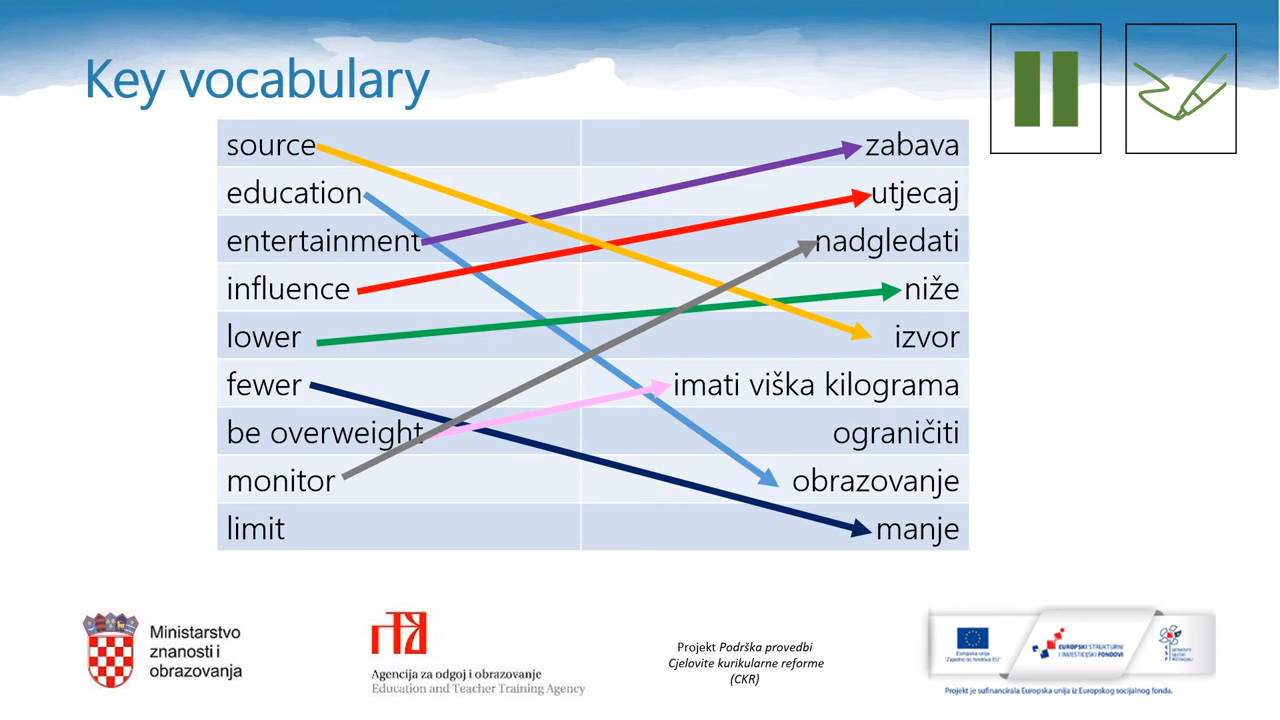 Key vocabulary
source zabava
education utjecaj
entertainment nadgledati
influence niže
lower izvor
fewer imati viška kilograma
be overweight ograničiti
monitor obrazovanje
limit manje
Ministarstvo
znanosti i
obrazovanja
Agencija za odgoj i obrazovanje
Education and Teacher Training Agency
Projekt Podrška provedbi
Cjelovite kurikularne reforme
(CKR)
Europska unija
"Zajedno do fondova EU"
EUROPSKI STRUKTURNI
I INVESTICIJSKI FONDOVI
Projekt je sufinancirala Europska unija iz Europskog socijalnog fonda.